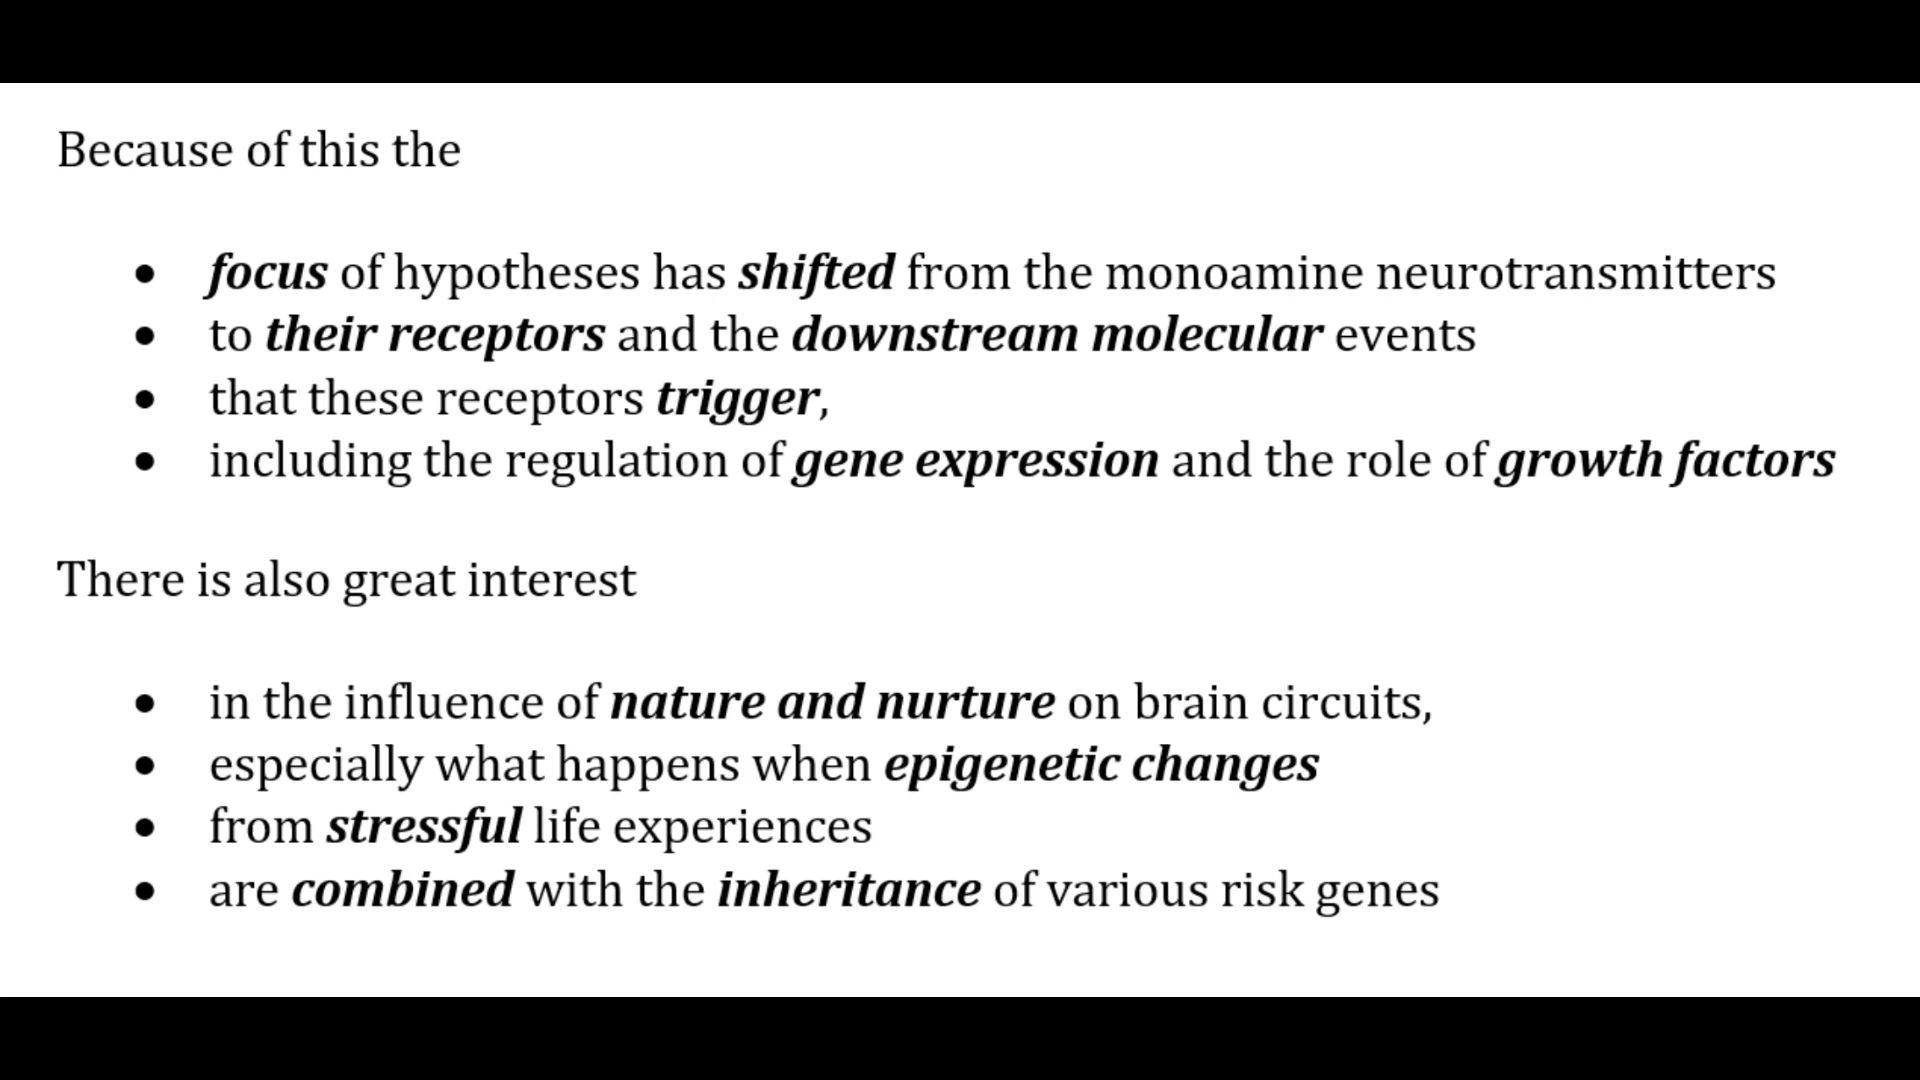 Because of this the
• focus of hypotheses has shifted from the monoamine neurotransmitters
• to their receptors and the downstream molecular events
• that these receptors trigger,
• including the regulation of gene expression and the role of growth factors
There is also great interest
• in the influence of nature and nurture on brain circuits,
• especially what happens when epigenetic changes
• from stressful life experiences
• are combined with the inheritance of various risk genes